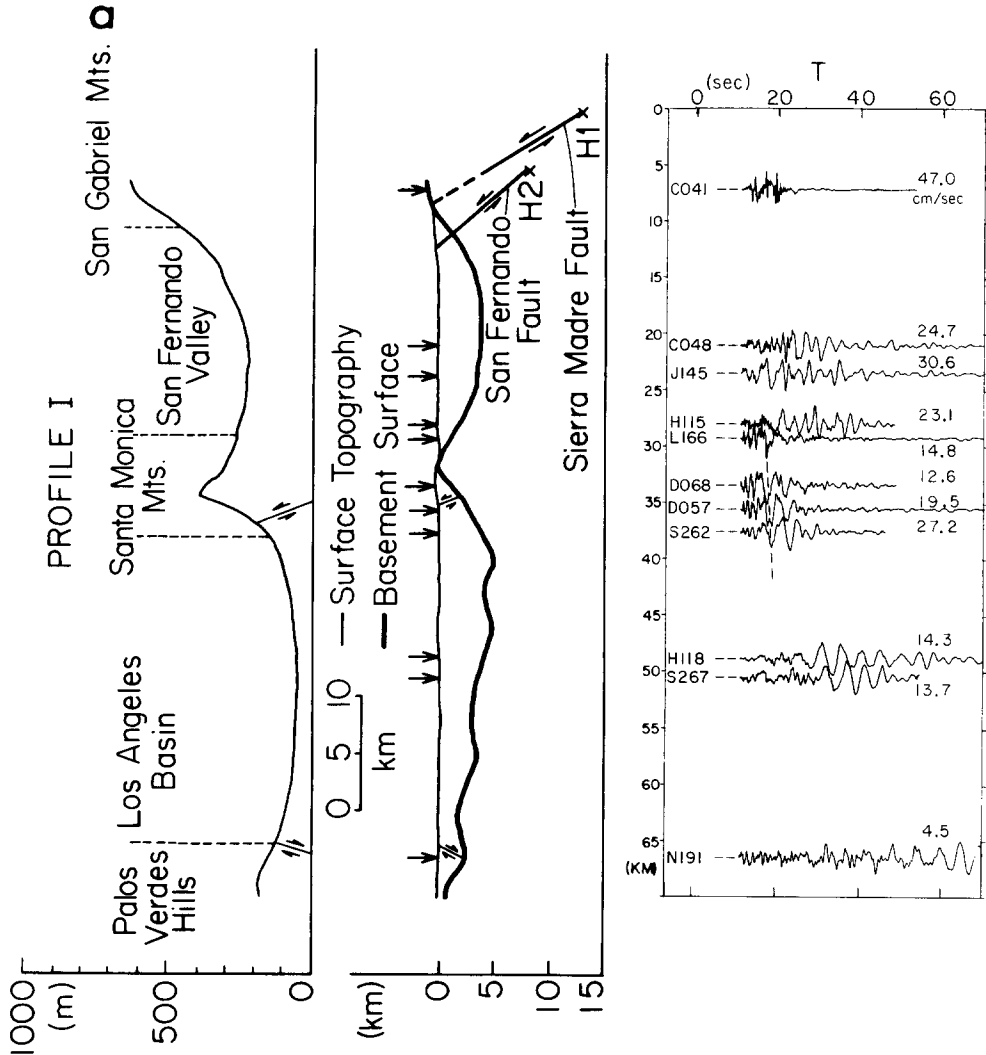 a
PROFILE I
San Gabriel Mts.
San Fernando
Valley
Santa Monica
Mts.
Los Angeles
Basin
Palos
Verdes
Hills
1000
(m)
500
0
— Surface Topography
━ Basement Surface
0 5 10
km
(km)
0
5
10
15
H1
H2
San Fernando
Fault
Sierra Madre Fault
T
(sec)
0 20 40 60
0
5
10
15
20
25
30
35
40
45
50
55
60
65
(KM)
C041 47.0
cm/sec
C048 24.7
J145 30.6
H115 23.1
L166 14.8
D068 12.6
D057 19.5
S262 27.2
H118 14.3
S267 13.7
N191 4.5